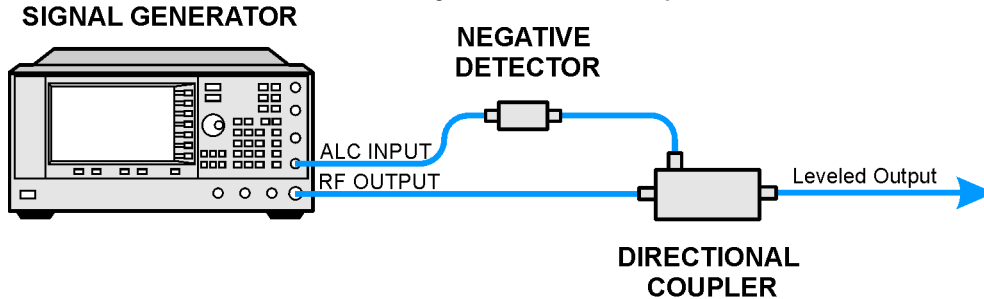 SIGNAL GENERATOR
NEGATIVE
DETECTOR
ALC INPUT
RF OUTPUT
Leveled Output
DIRECTIONAL
COUPLER